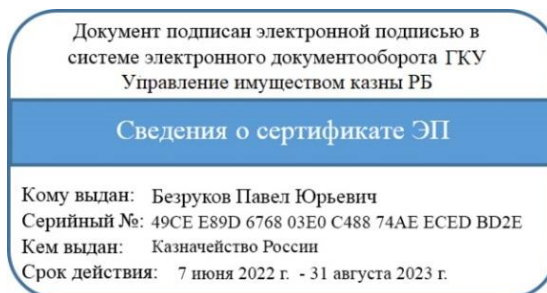 Документ подписан электронной подписью в
системе электронного документооборота ГКУ
Управление имуществом казны РБ
Сведения о сертификате ЭП
Кому выдан: Безруков Павел Юрьевич
Серийный №: 49CE E89D 6768 03E0 C488 74AE ECED BD2E
Кем выдан: Казначейство России
Срок действия: 7 июня 2022 г. - 31 августа 2023 г.